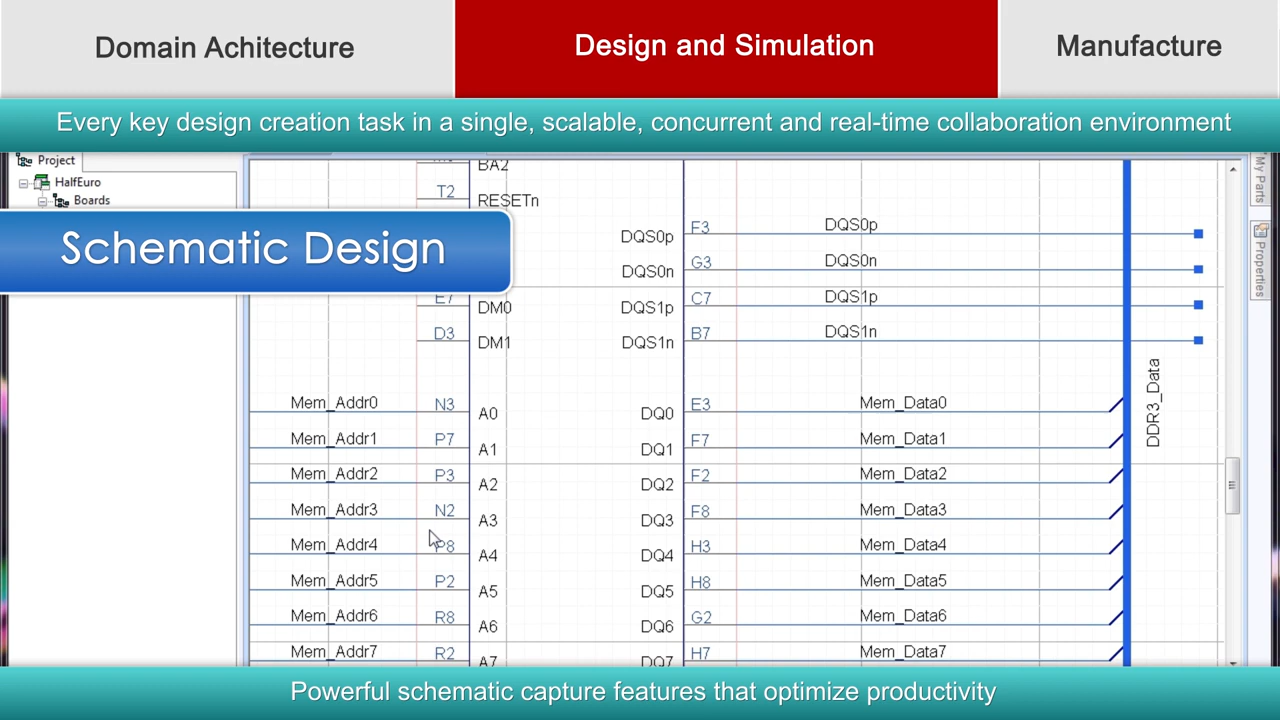 Domain Achitecture
Design and Simulation
Manufacture
Every key design creation task in a single, scalable, concurrent and real-time collaboration environment
Project
HalfEuro
Boards
My Parts
Properties
Schematic Design
BA2
T2
RESETn
DQS0p F3 DQS0p
DQS0n G3 DQS0n
E7 DM0 DQS1p C7 DQS1p
D3 DM1 DQS1n B7 DQS1n
DDR3_Data
Mem_Addr0 N3 A0 DQ0 E3 Mem_Data0
Mem_Addr1 P7 A1 DQ1 F7 Mem_Data1
Mem_Addr2 P3 A2 DQ2 F2 Mem_Data2
Mem_Addr3 N2 A3 DQ3 F8 Mem_Data3
Mem_Addr4 P8 A4 DQ4 H3 Mem_Data4
Mem_Addr5 P2 A5 DQ5 H8 Mem_Data5
Mem_Addr6 R8 A6 DQ6 G2 Mem_Data6
Mem_Addr7 R2 A7 DQ7 H7 Mem_Data7
Powerful schematic capture features that optimize productivity